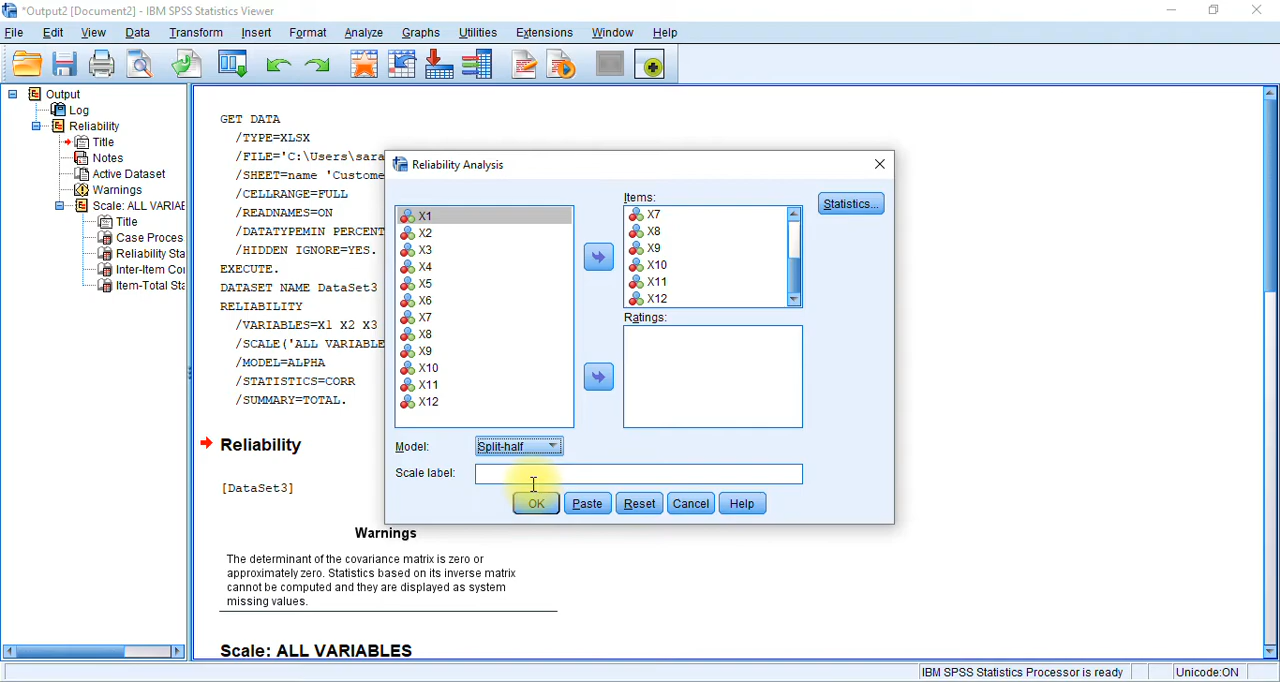 *Output2 [Document2] - IBM SPSS Statistics Viewer
File Edit View Data Transform Insert Format Analyze Graphs Utilities Extensions Window Help
Output
Log
Reliability
Title
Notes
Active Dataset
Warnings
Scale: ALL VARIAE
Title
Case Proces
Reliability Sta
Inter-Item Coi
Item-Total Sta
GET DATA
/TYPE=XLSX
/FILE='C:\Users\sara
/SHEET=name 'Custome
/CELLRANGE=FULL
/READNAMES=ON
/DATATYPEMIN PERCENT
/HIDDEN IGNORE=YES.
EXECUTE.
DATASET NAME DataSet3
RELIABILITY
/VARIABLES=X1 X2 X3
/SCALE('ALL VARIABLE
/MODEL=ALPHA
/STATISTICS=CORR
/SUMMARY=TOTAL.
Reliability
[DataSet3]
Warnings
The determinant of the covariance matrix is zero or
approximately zero. Statistics based on its inverse matrix
cannot be computed and they are displayed as system
missing values.
Scale: ALL VARIABLES
Reliability Analysis
X1
X2
X3
X4
X5
X6
X7
X8
X9
X10
X11
X12
Items:
X7
X8
X9
X10
X11
X12
Statistics...
Ratings:
Model: Split-half
Scale label:
OK Paste Reset Cancel Help
IBM SPSS Statistics Processor is ready Unicode:ON